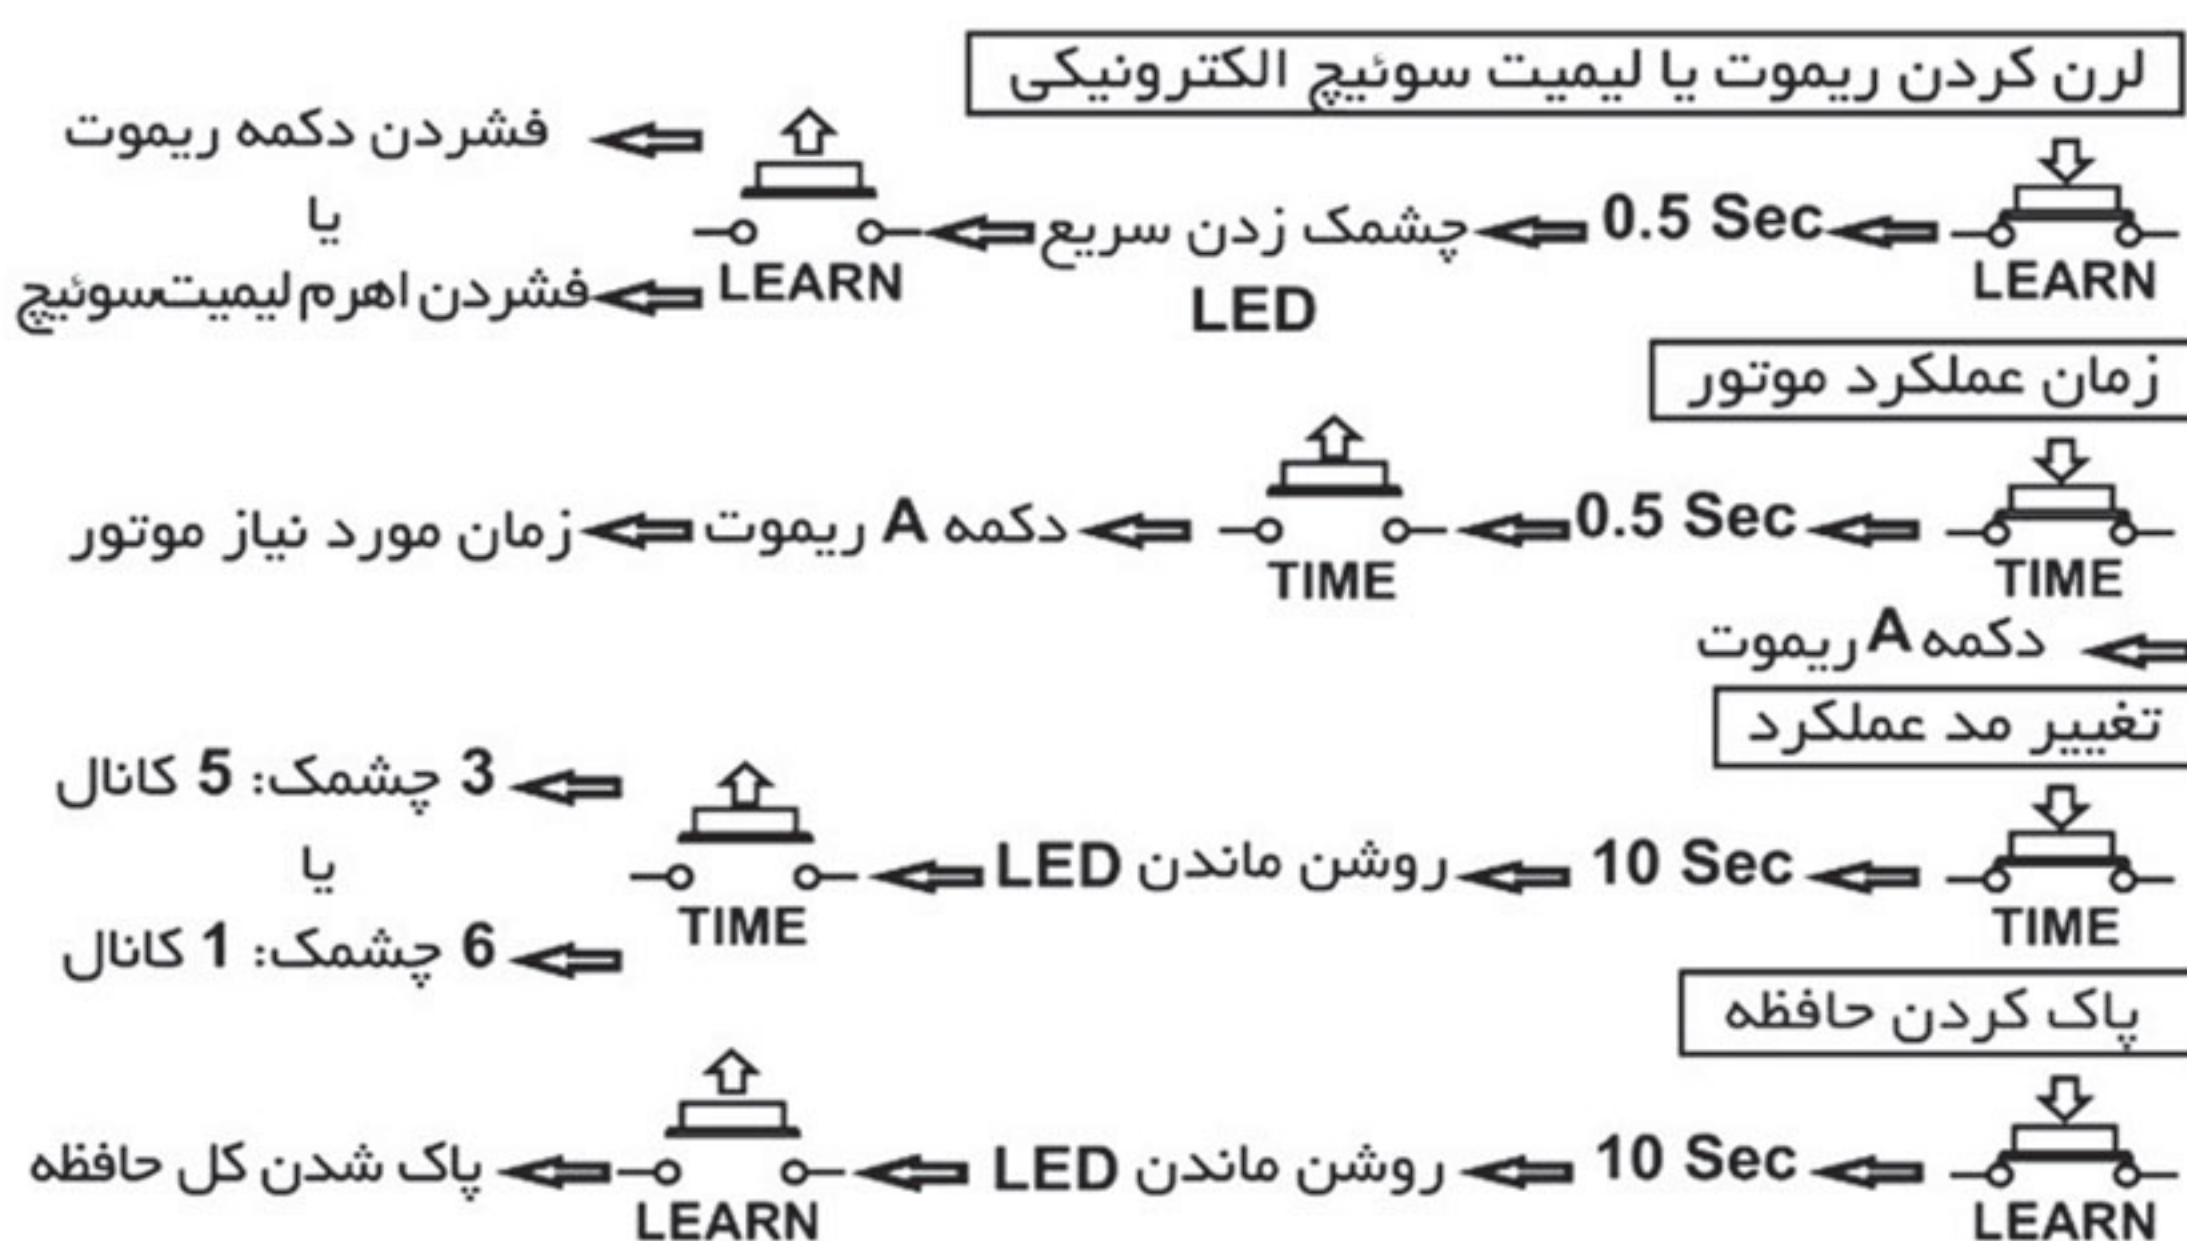 لرن کردن ریموت یا لیمیت سوئیچ الکترونیکی
LEARN
0.5 Sec
چشمک زدن سریع
LED
LEARN
فشردن دکمه ریموت
یا
فشردن اهرم لیمیت‌سوئیچ
زمان عملکرد موتور
TIME
0.5 Sec
TIME
دکمه A ریموت
زمان مورد نیاز موتور
دکمه A ریموت
تغییر مد عملکرد
TIME
10 Sec
روشن ماندن LED
TIME
3 چشمک: 5 کانال
یا
6 چشمک: 1 کانال
پاک کردن حافظه
LEARN
10 Sec
روشن ماندن LED
LEARN
پاک شدن کل حافظه